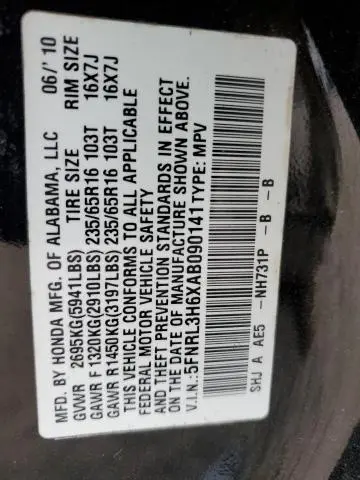 MFD. BY HONDA MFG. OF ALABAMA, LLC 06/'10
GVWR 2695KG(5941LBS) TIRE SIZE RIM SIZE
GAWR F 1320KG(2910LBS) 235/65R16 103T 16X7J
GAWR R1450KG(3197LBS) 235/65R16 103T 16X7J
THIS VEHICLE CONFORMS TO ALL APPLICABLE
FEDERAL MOTOR VEHICLE SAFETY
AND THEFT PREVENTION STANDARDS IN EFFECT
ON THE DATE OF MANUFACTURE SHOWN ABOVE.
V.I.N.:5FNRL3H6XAB090141TYPE: MPV
SHJ A AE5 -NH731P - B - B